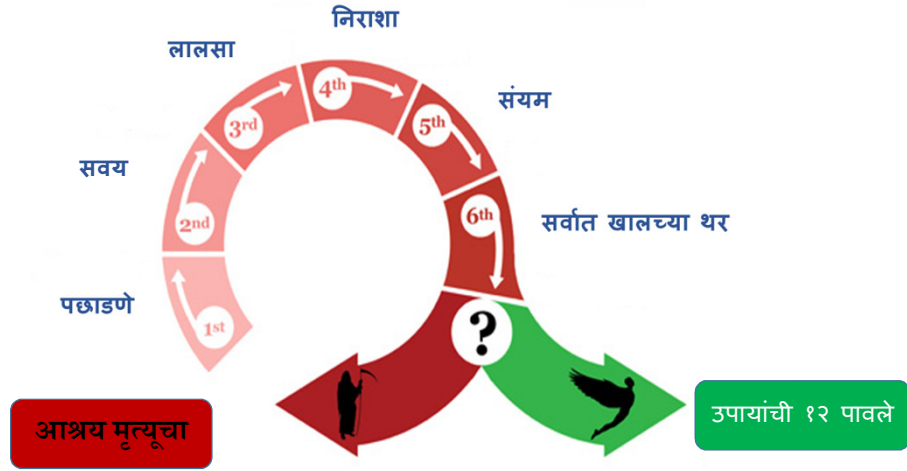 निराशा
लालसा
4th
संयम
3rd
5th
सवय
2nd
6th
सर्वात खालच्या थर
पछाडणे
1st
?
उपायांची १२ पावले
आश्रय मृत्यूचा